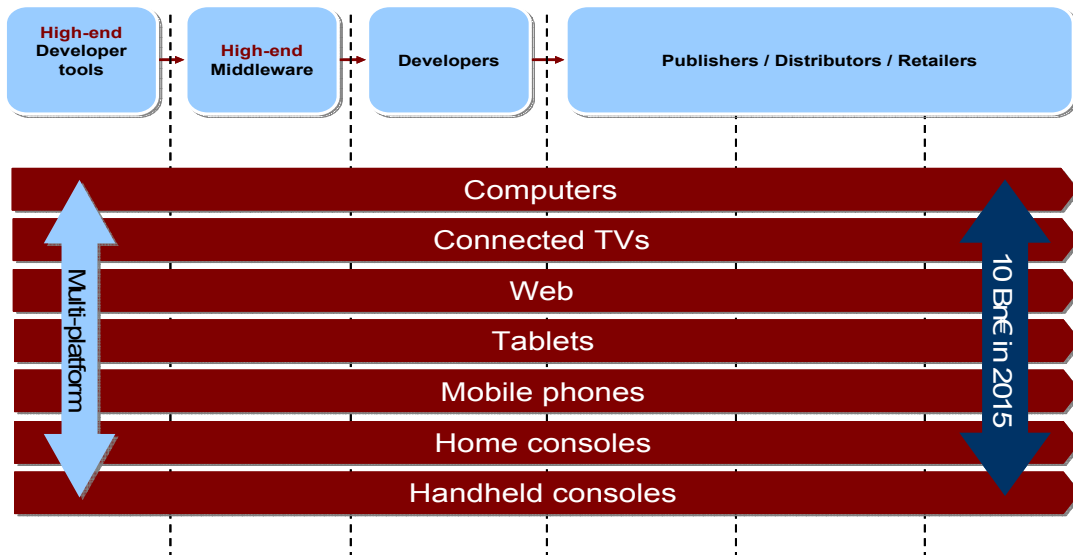 High-end
Developer
tools
High-end
Middleware
Developers
Publishers / Distributors / Retailers
Computers
Connected TVs
Web
Tablets
Mobile phones
Home consoles
Handheld consoles
Multi-platform
10 Bn€ in 2015